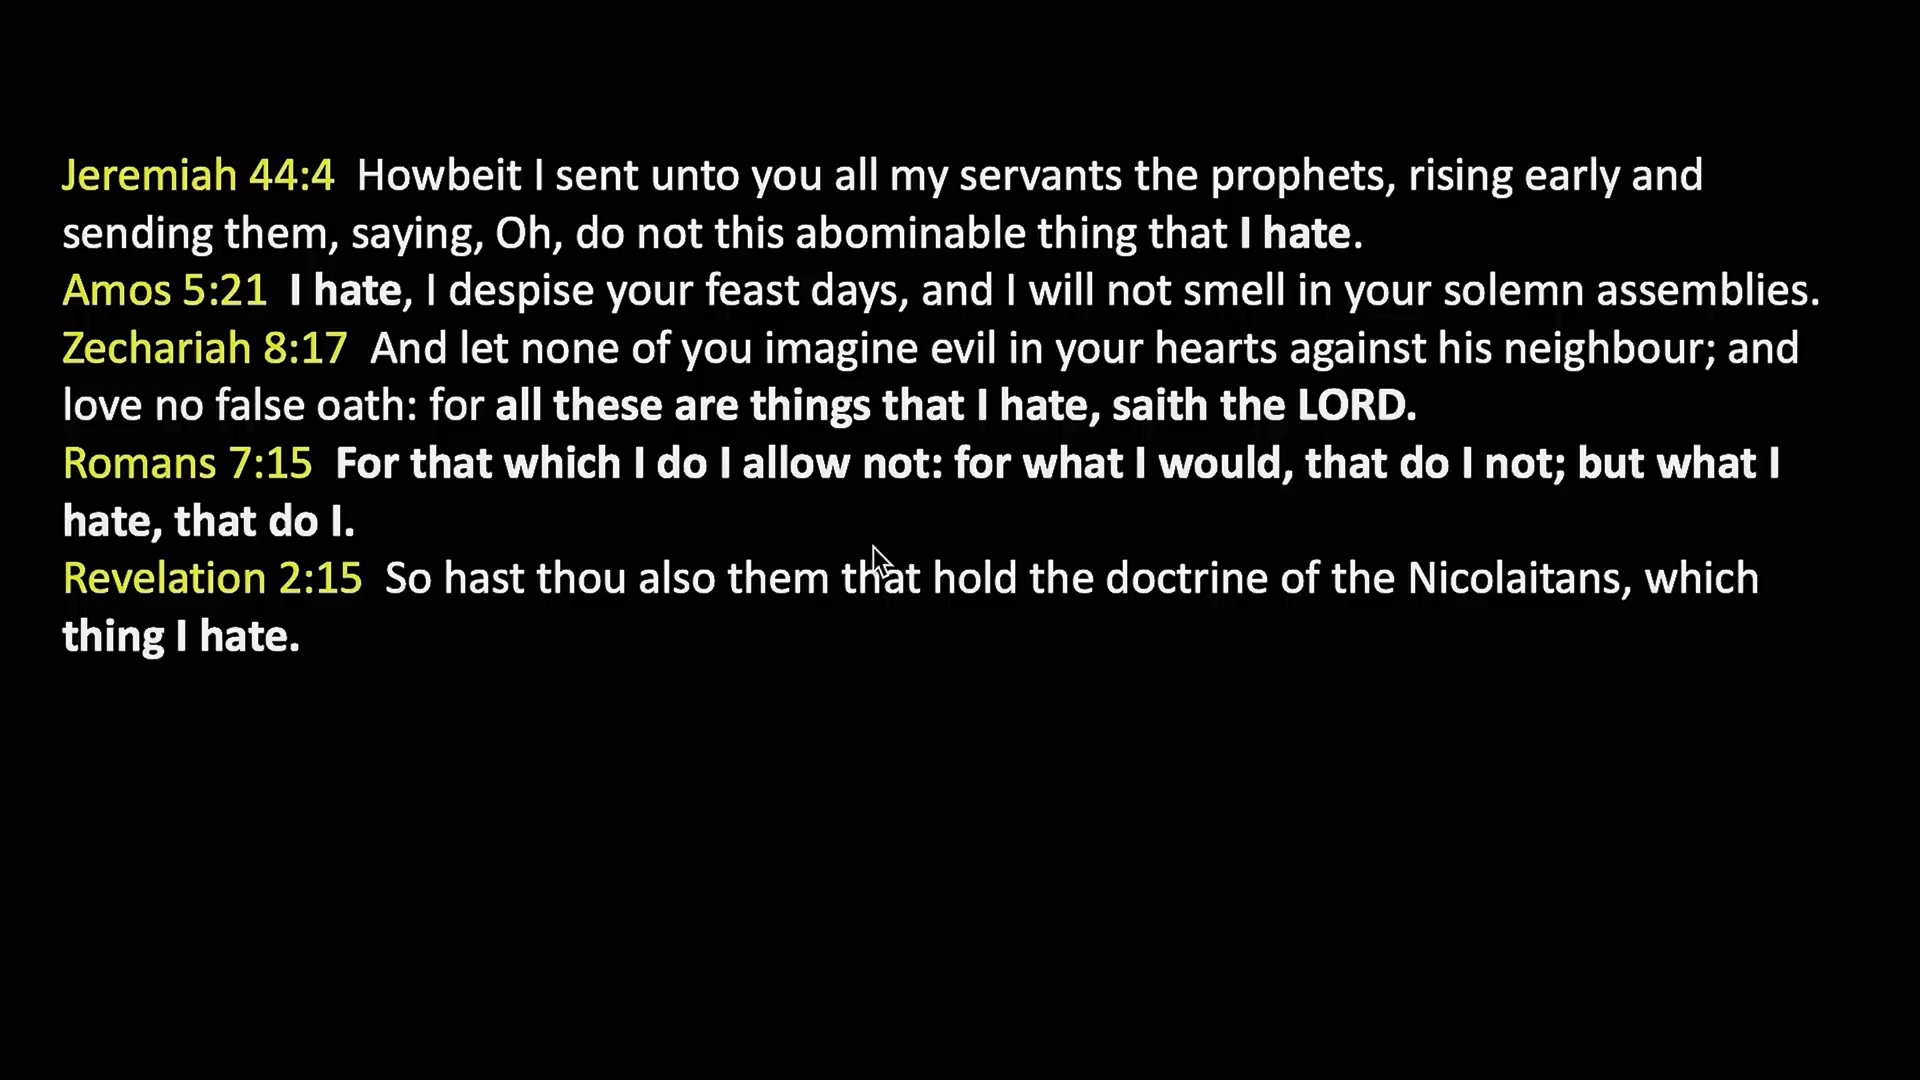 Jeremiah 44:4  Howbeit I sent unto you all my servants the prophets, rising early and
sending them, saying, Oh, do not this abominable thing that I hate.
Amos 5:21  I hate, I despise your feast days, and I will not smell in your solemn assemblies.
Zechariah 8:17  And let none of you imagine evil in your hearts against his neighbour; and
love no false oath: for all these are things that I hate, saith the LORD.
Romans 7:15  For that which I do I allow not: for what I would, that do I not; but what I
hate, that do I.
Revelation 2:15  So hast thou also them that hold the doctrine of the Nicolaitans, which
thing I hate.